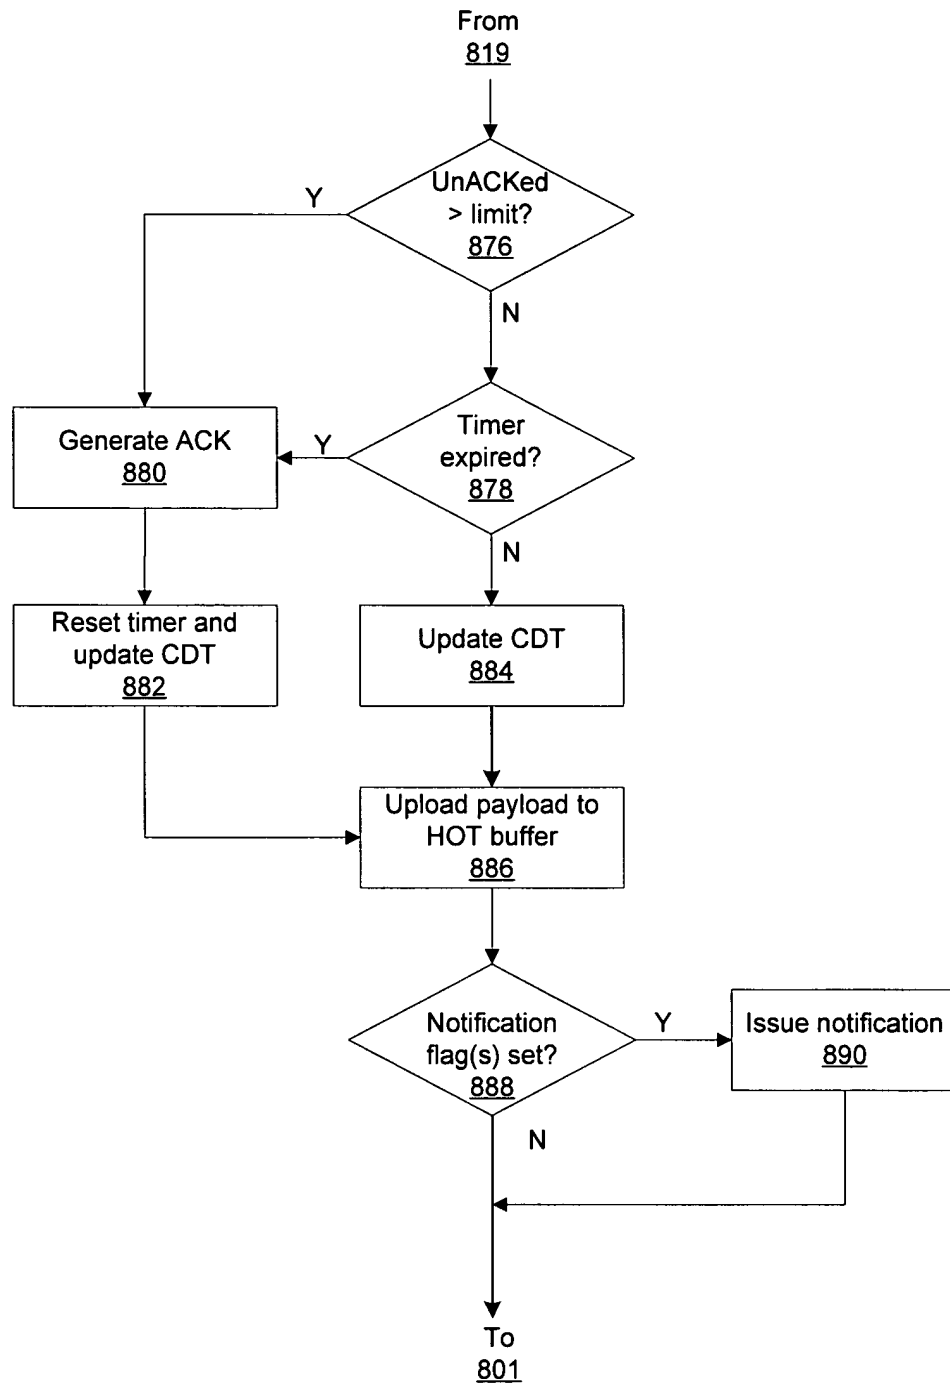 From
819
UnACKed
> limit?
876
Y
N
Timer
expired?
878
Y
Generate ACK
880
N
Reset timer and
update CDT
882
Update CDT
884
Upload payload to
HOT buffer
886
Notification
flag(s) set?
888
Y
Issue notification
890
N
To
801